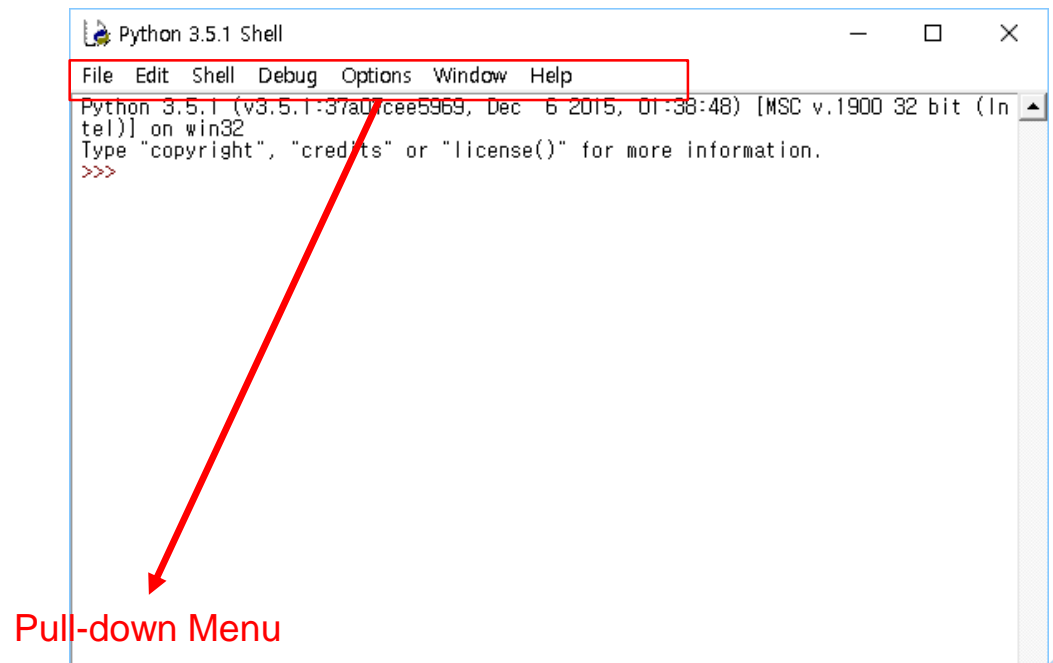 Python 3.5.1 Shell
File Edit Shell Debug Options Window Help
Python 3.5.1 (v3.5.1:37a07cee5969, Dec  6 2015, 01:38:48) [MSC v.1900 32 bit (In
tel)] on win32
Type "copyright", "credits" or "license()" for more information.
>>>
Pull-down Menu